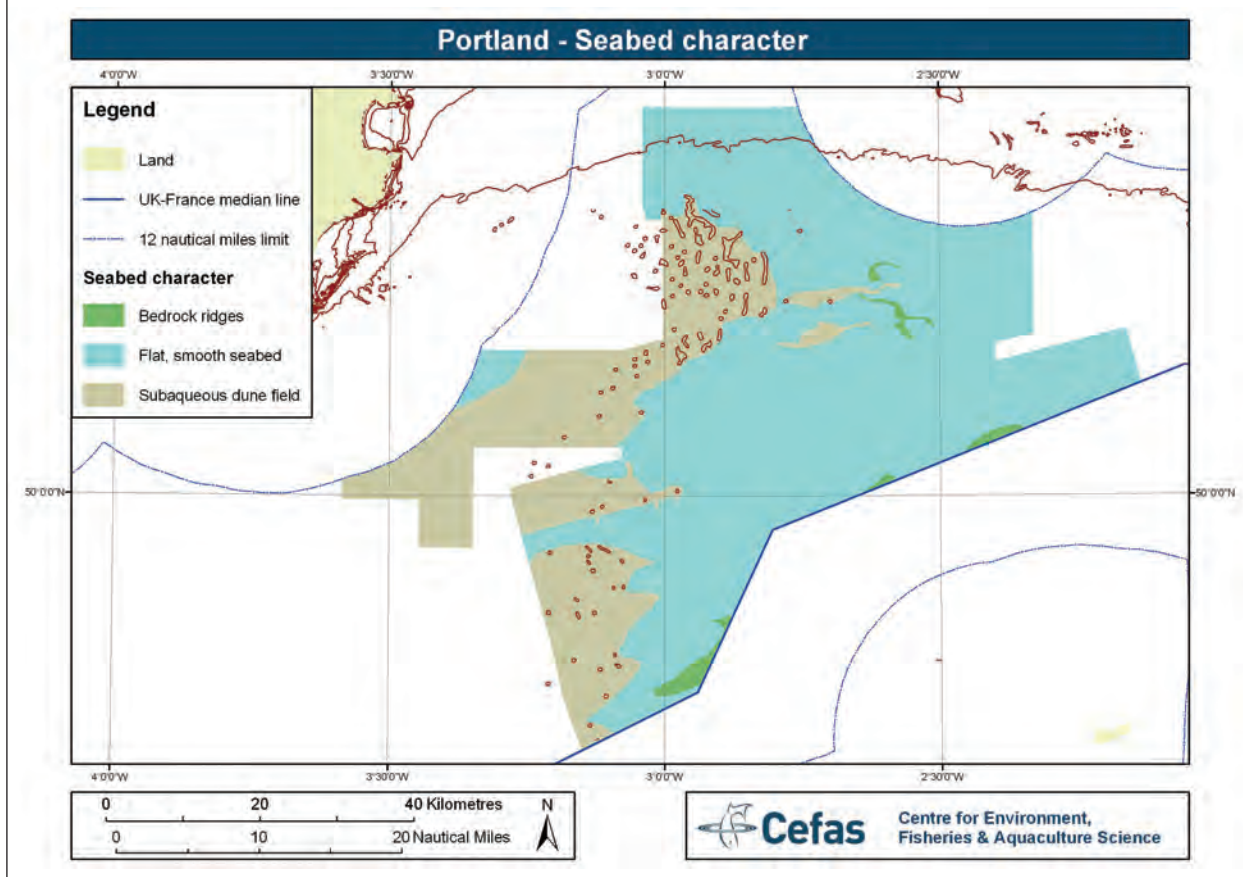 Portland - Seabed character
4°0'0"W 3°30'0"W 3°0'0"W 2°30'0"W
Legend
Land
UK-France median line
12 nautical miles limit
Seabed character
Bedrock ridges
Flat, smooth seabed
Subaqueous dune field
50°0'0"N 50°0'0"N
4°0'0"W 3°30'0"W 3°0'0"W 2°30'0"W
0 20 40 Kilometres
N
0 10 20 Nautical Miles
Cefas
Centre for Environment,
Fisheries & Aquaculture Science